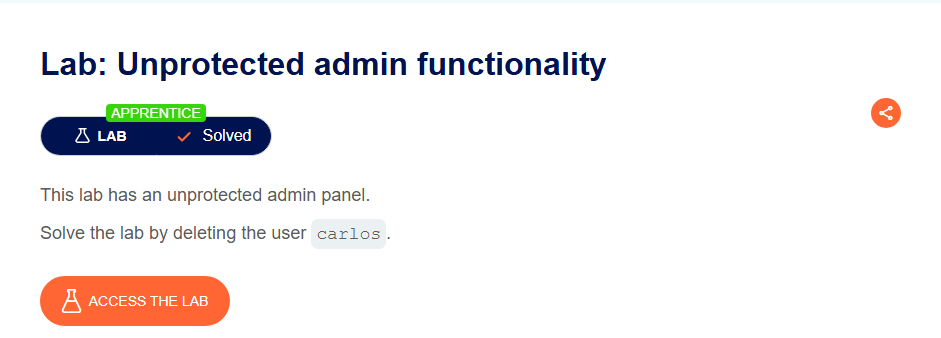 Lab: Unprotected admin functionality
APPRENTICE
LAB Solved
This lab has an unprotected admin panel.
Solve the lab by deleting the user carlos.
ACCESS THE LAB